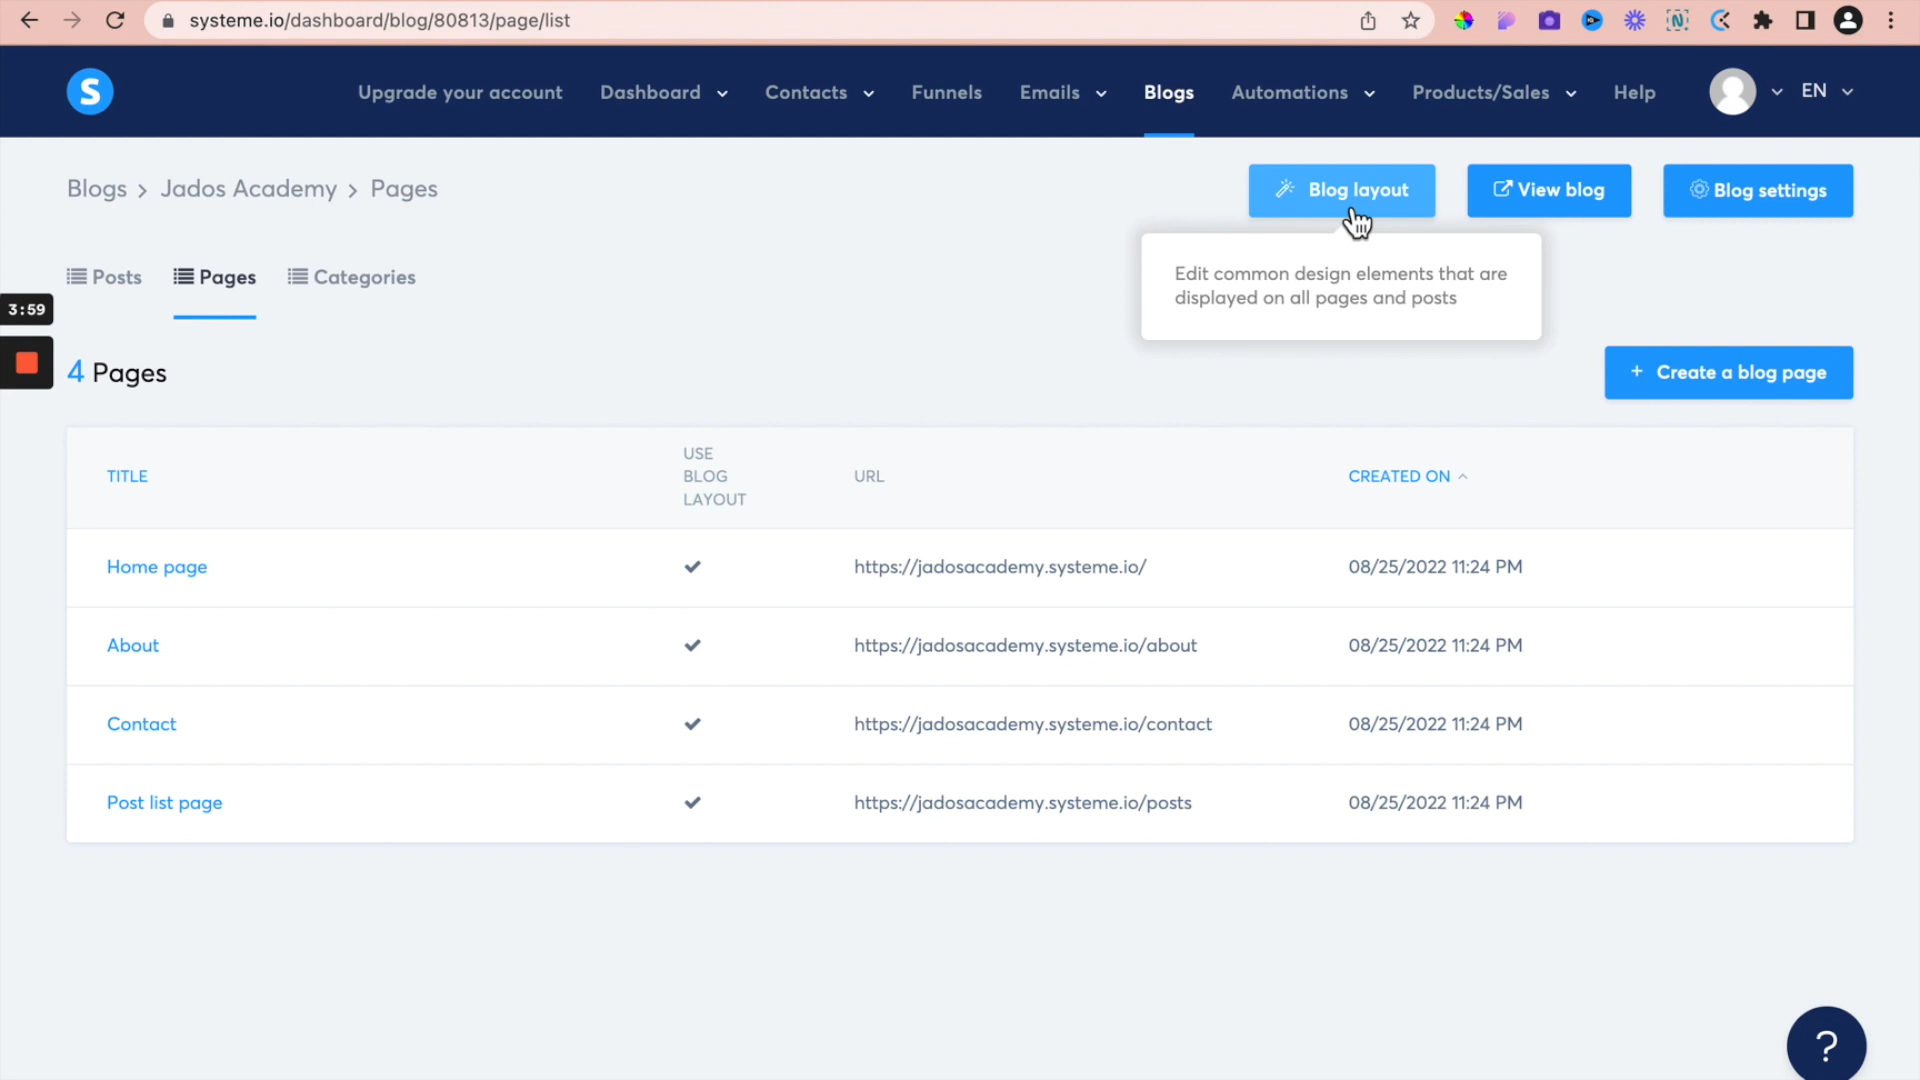 systeme.io/dashboard/blog/80813/page/list
S
Upgrade your account
Dashboard
Contacts
Funnels
Emails
Blogs
Automations
Products/Sales
Help
EN
Blogs > Jados Academy > Pages
Blog layout
View blog
Blog settings
Edit common design elements that are
displayed on all pages and posts
Posts
Pages
Categories
3:59
4 Pages
+ Create a blog page
TITLE
USE
BLOG
LAYOUT
URL
CREATED ON
Home page
https://jadosacademy.systeme.io/
08/25/2022 11:24 PM
About
https://jadosacademy.systeme.io/about
08/25/2022 11:24 PM
Contact
https://jadosacademy.systeme.io/contact
08/25/2022 11:24 PM
Post list page
https://jadosacademy.systeme.io/posts
08/25/2022 11:24 PM
?